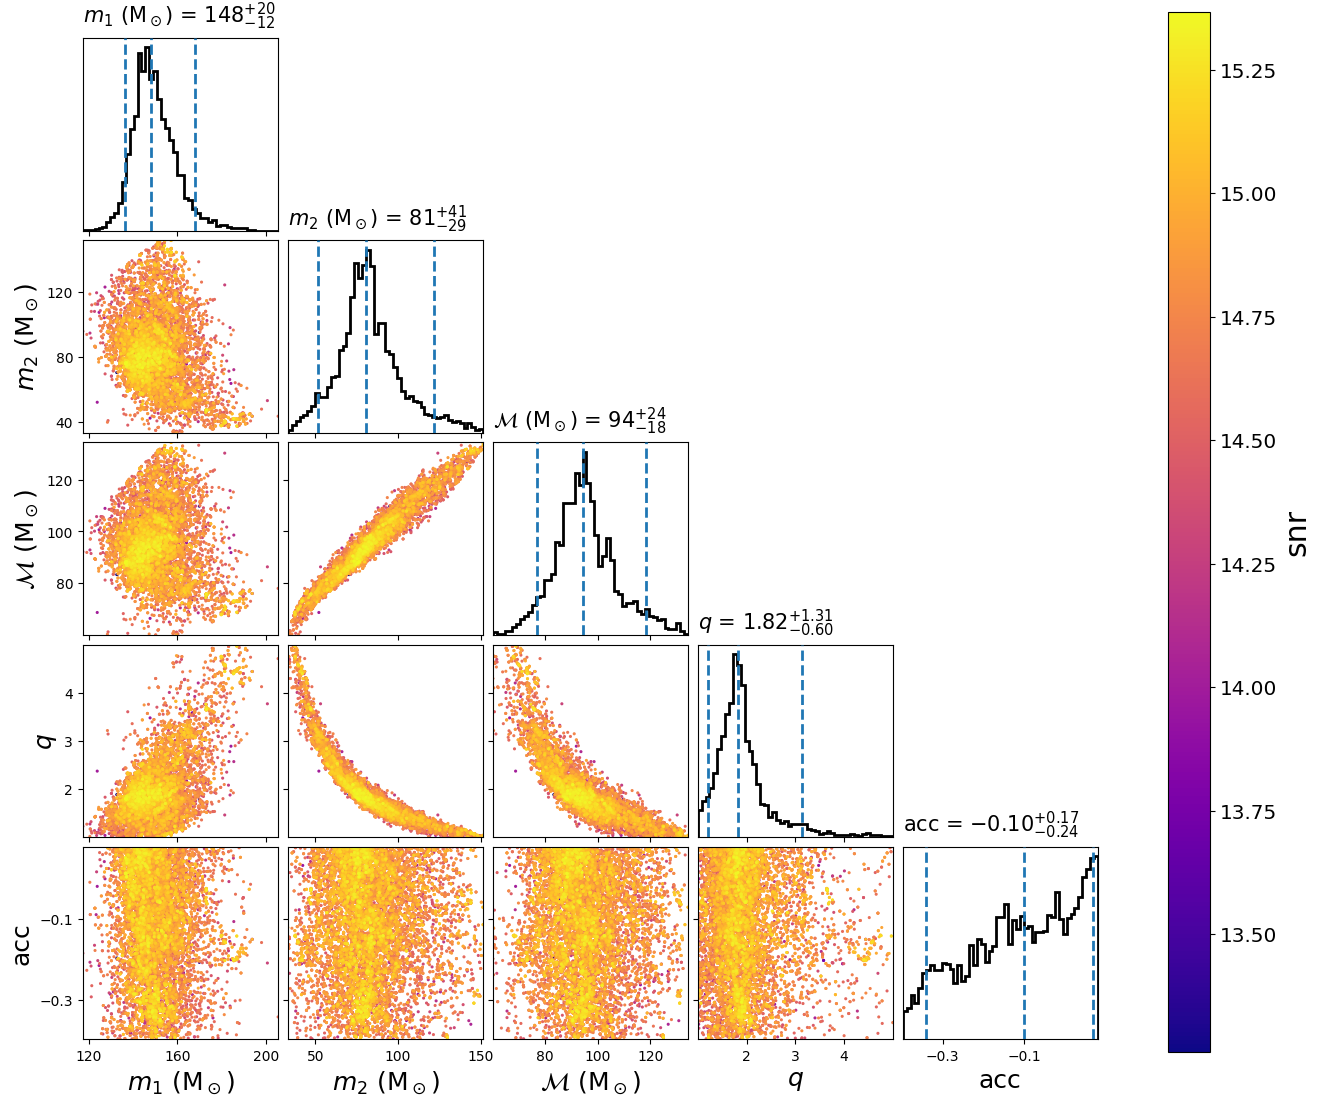 m₁ (M⊙) = 148⁺²⁰₋₁₂
m₂ (M⊙) = 81⁺⁴¹₋₂₉
ℳ (M⊙) = 94⁺²⁴₋₁₈
q = 1.82⁺¹·³¹₋₀.₆₀
acc = −0.10⁺⁰·¹⁷₋₀.₂₄
m₂ (M⊙)
120
80
40
ℳ (M⊙)
120
100
80
q
4
3
2
acc
−0.1
−0.3
120 160 200
m₁ (M⊙)
50 100 150
m₂ (M⊙)
80 100 120
ℳ (M⊙)
2 3 4
q
−0.3 −0.1
acc
15.25
15.00
14.75
14.50
14.25
14.00
13.75
13.50
snr